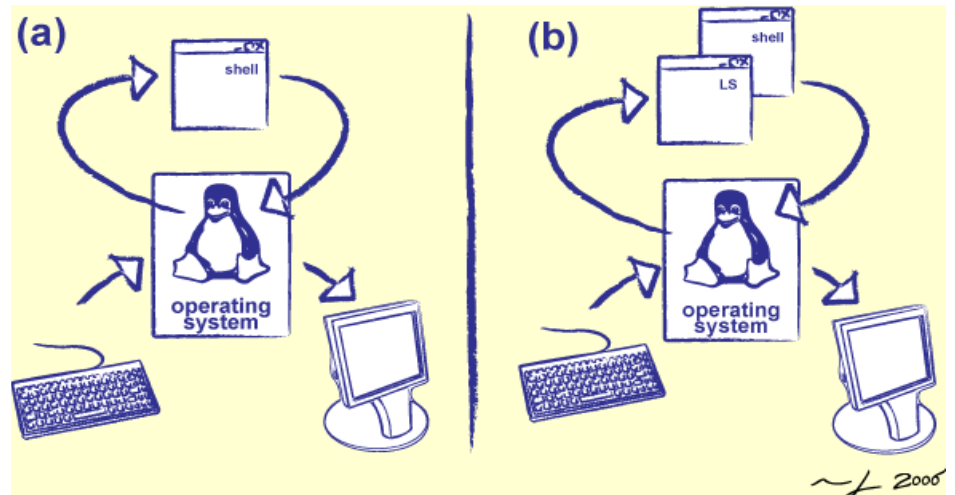 (a)
shell
operating
system
(b)
shell
LS
operating
system
2006